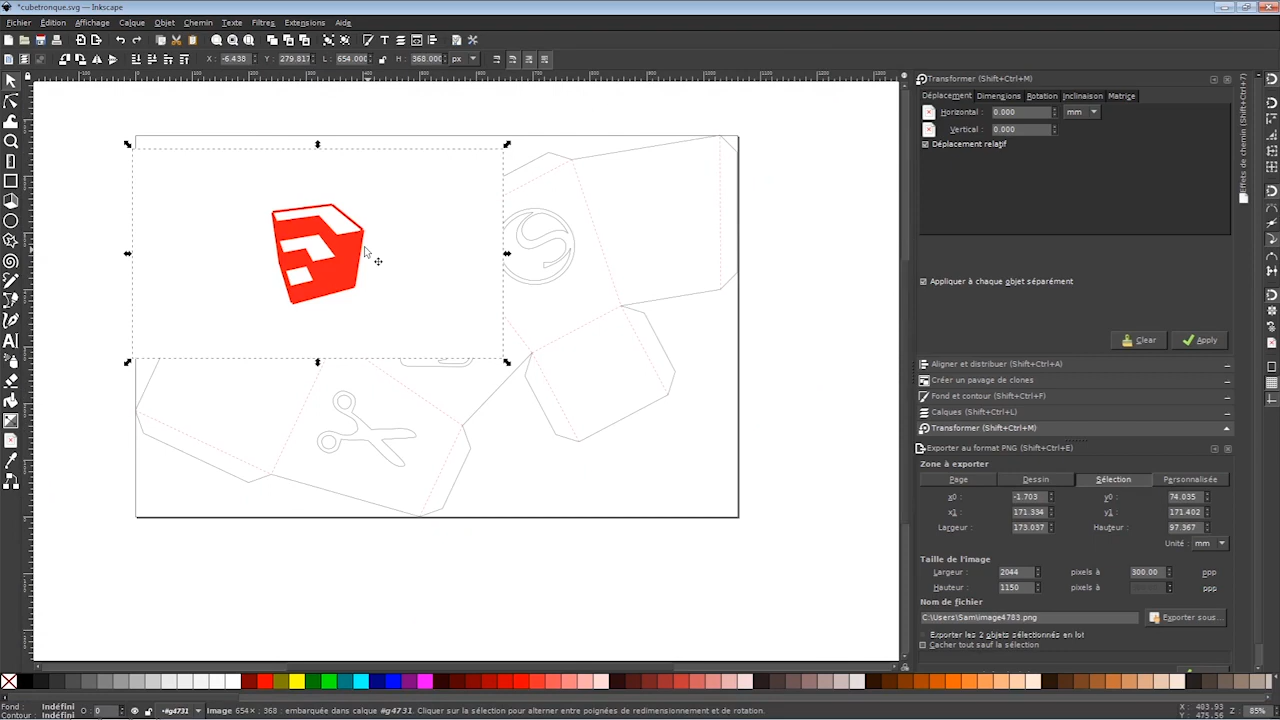 *cubetronque.svg — Inkscape
Fichier Édition Affichage Calque Objet Chemin Texte Filtres Extensions Aide
X : -6.438 Y : 279.817 L : 654.000 H : 368.000 px
Transformer (Shift+Ctrl+M)
Déplacement Dimensions Rotation Inclinaison Matrice
Horizontal : 0.000 mm
Vertical : 0.000
Déplacement relatif
Effets de chemin (Shift+Ctrl+7)
Appliquer à chaque objet séparément
Clear Apply
Aligner et distribuer (Shift+Ctrl+A)
Créer un pavage de clones
Fond et contour (Shift+Ctrl+F)
Calques (Shift+Ctrl+L)
Transformer (Shift+Ctrl+M)
Exporter au format PNG (Shift+Ctrl+E)
Zone à exporter
Page Dessin Sélection Personnalisée
x0 : -1.703 y0 : 74.035
x1 : 171.334 y1 : 171.402
Largeur : 173.037 Hauteur : 97.367
Unité : mm
Taille de l'image
Largeur : 2044 pixels à 300.00 ppp
Hauteur : 1150 pixels à ppp
Nom de fichier
C:\Users\Sam\image4783.png Exporter sous...
Exporter les 2 objets sélectionnés en lot
Cacher tout sauf la sélection
Fond : Indéfini
Contour : Indéfini
O : 0
#g4731
Image 654 × 368 : embarquée dans calque #g4731. Cliquer sur la sélection pour alterner entre poignées de redimensionnement et de rotation.
X : 403.93
Y : 475.56
Z : 85%